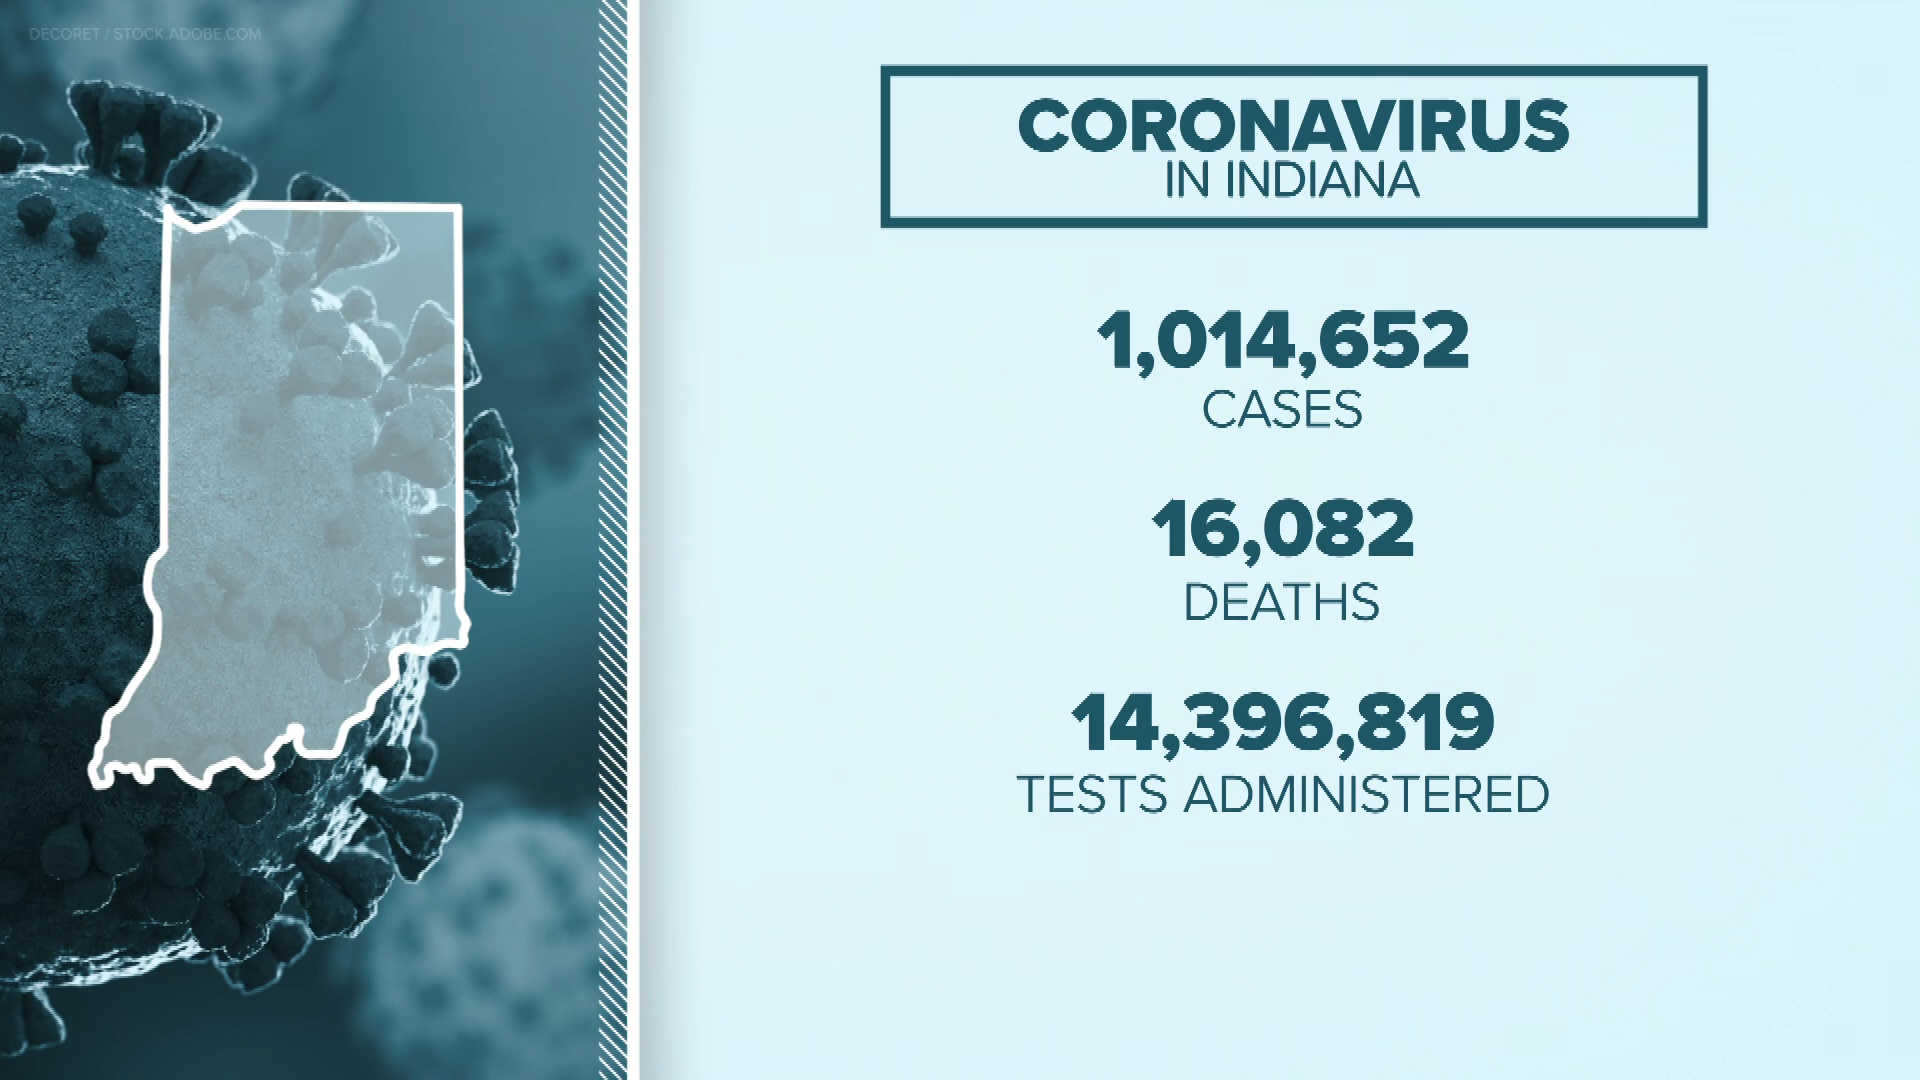 DECORET / STOCK.ADOBE.COM
CORONAVIRUS
IN INDIANA
1,014,652
CASES
16,082
DEATHS
14,396,819
TESTS ADMINISTERED